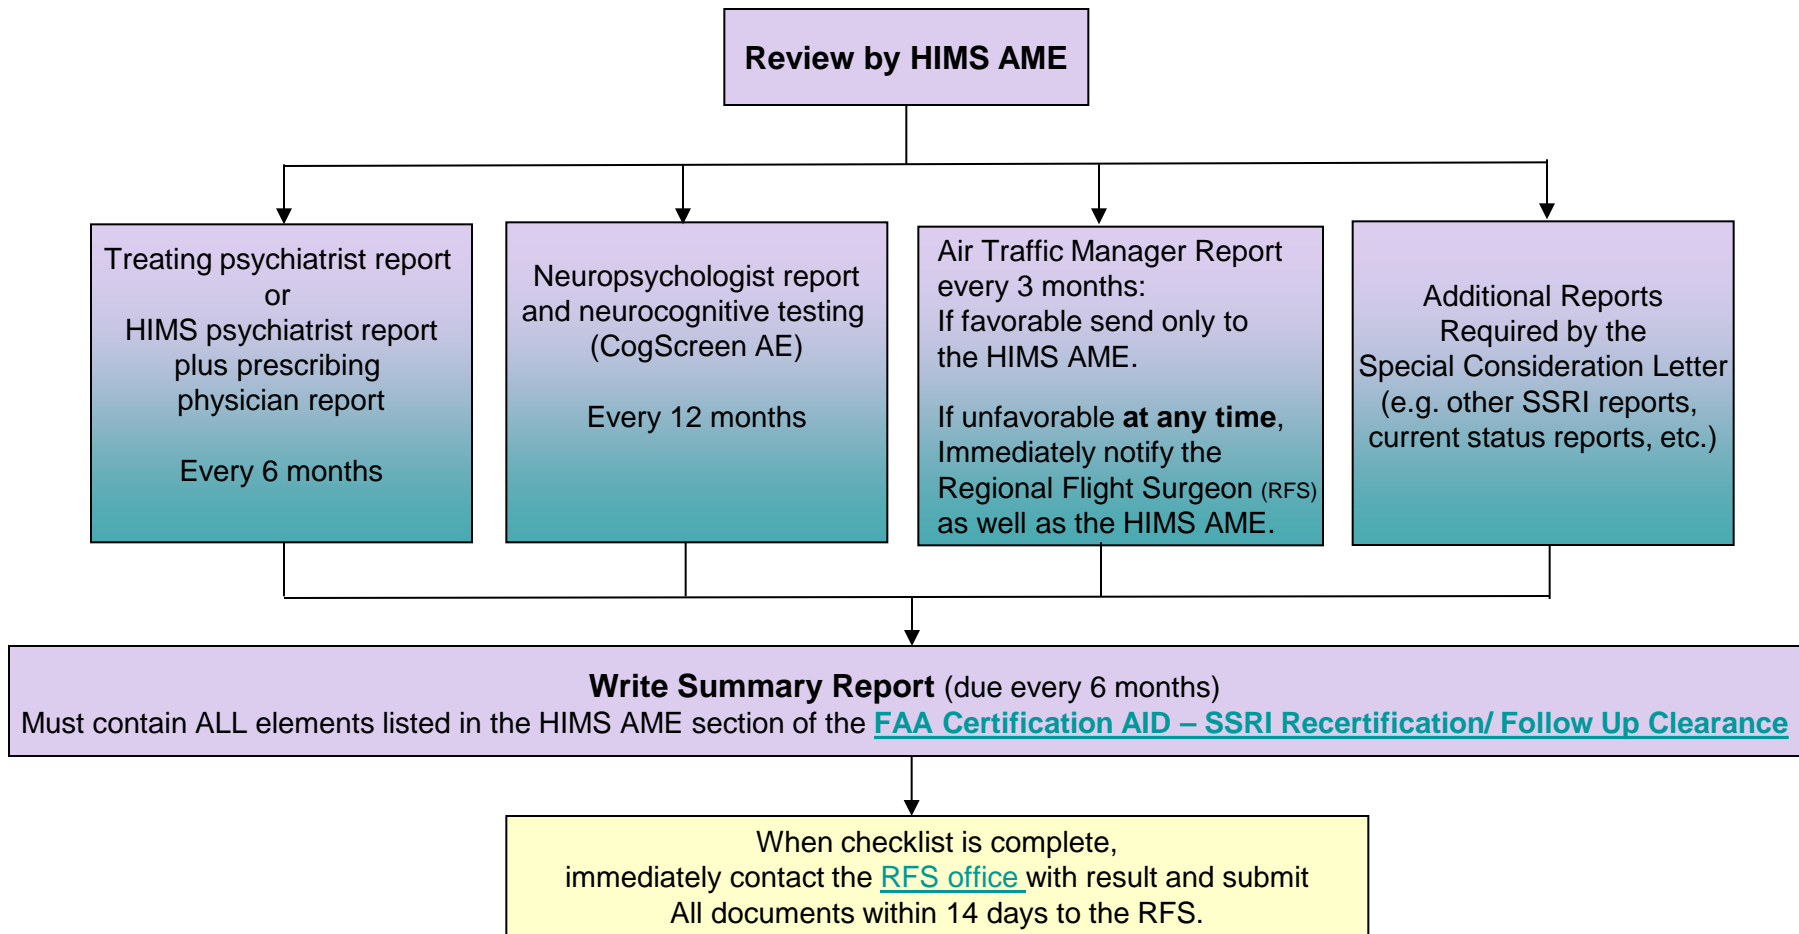 Review by HIMS AME
Treating psychiatrist report
or
HIMS psychiatrist report
plus prescribing
physician report
Every 6 months
Neuropsychologist report
and neurocognitive testing
(CogScreen AE)
Every 12 months
Air Traffic Manager Report
every 3 months:
If favorable send only to
the HIMS AME.
If unfavorable at any time,
Immediately notify the
Regional Flight Surgeon (RFS)
as well as the HIMS AME.
Additional Reports
Required by the
Special Consideration Letter
(e.g. other SSRI reports,
current status reports, etc.)
Write Summary Report (due every 6 months)
Must contain ALL elements listed in the HIMS AME section of the FAA Certification AID – SSRI Recertification/ Follow Up Clearance
When checklist is complete,
immediately contact the RFS office with result and submit
All documents within 14 days to the RFS.